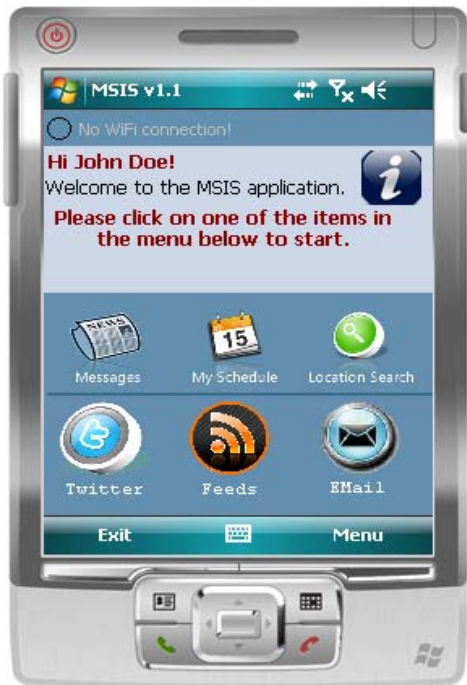 MSIS v1.1
No WiFi connection!
Hi John Doe!
Welcome to the MSIS application.
Please click on one of the items in
the menu below to start.
NEWS
15
Messages
My Schedule
Location Search
Twitter
Feeds
EMail
Exit
Menu